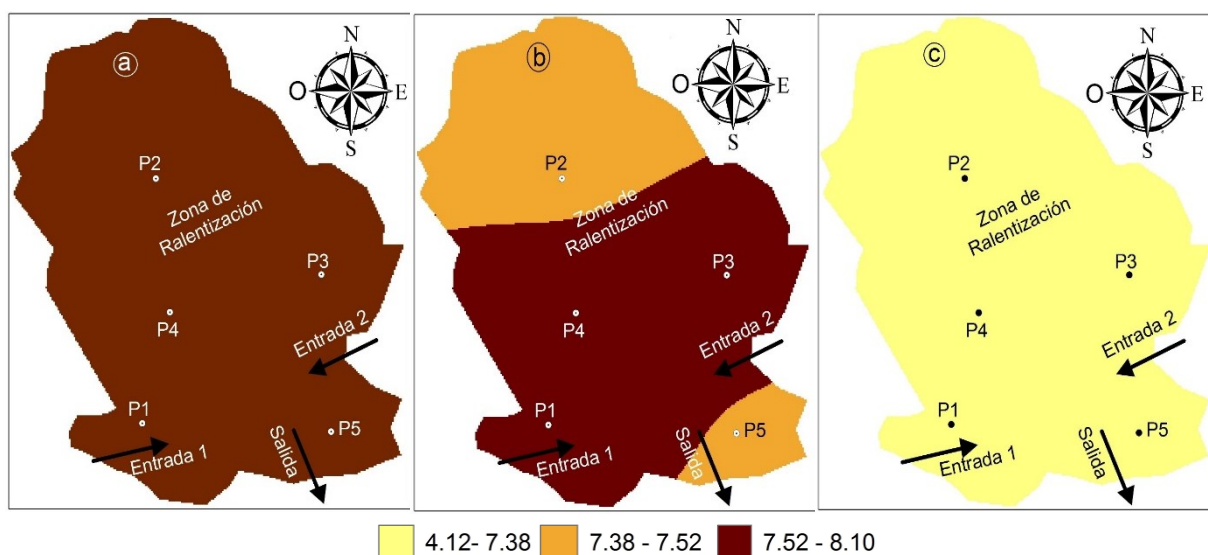 a
N
O
E
S
P2
Zona de
Ralentización
P3
P4
Entrada 2
P1
Entrada 1
Salida
P5
b
N
O
E
S
P2
Zona de
Ralentización
P3
P4
Entrada 2
P1
Entrada 1
Salida
P5
c
N
O
E
S
P2
Zona de
Ralentización
P3
P4
Entrada 2
P1
Entrada 1
Salida
P5
4.12- 7.38
7.38 - 7.52
7.52 - 8.10